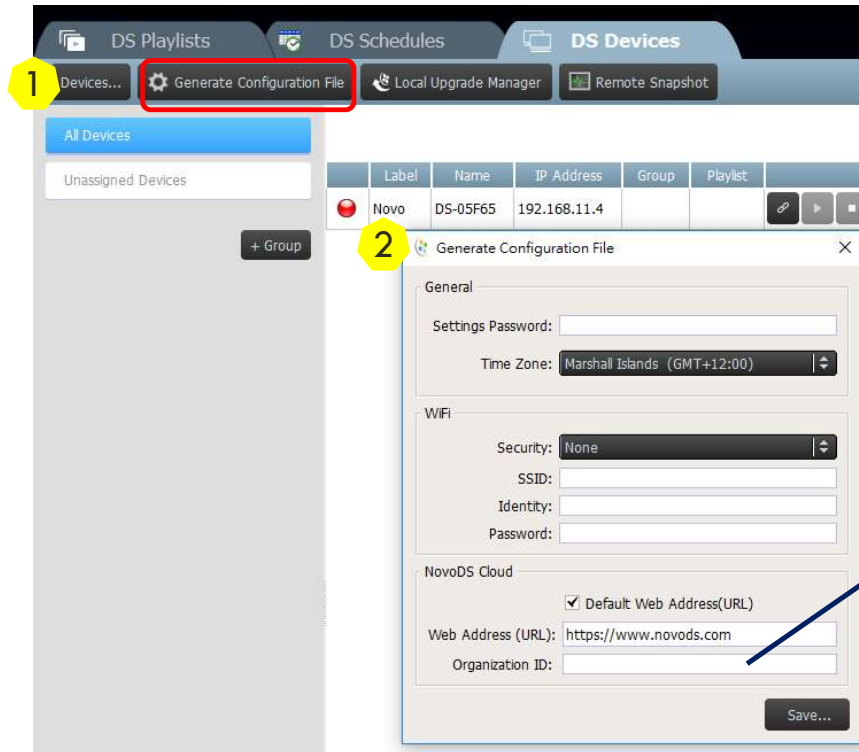 DS Playlists DS Schedules DS Devices
1 Devices... Generate Configuration File Local Upgrade Manager Remote Snapshot
All Devices
Unassigned Devices
+ Group
Label Name IP Address Group Playlist
Novo DS-05F65 192.168.11.4
2 Generate Configuration File
General
Settings Password:
Time Zone: Marshall Islands (GMT+12:00)
WiFi
Security: None
SSID:
Identity:
Password:
NovoDS Cloud
Default Web Address(URL)
Web Address (URL): https://www.novods.com
Organization ID:
Save...